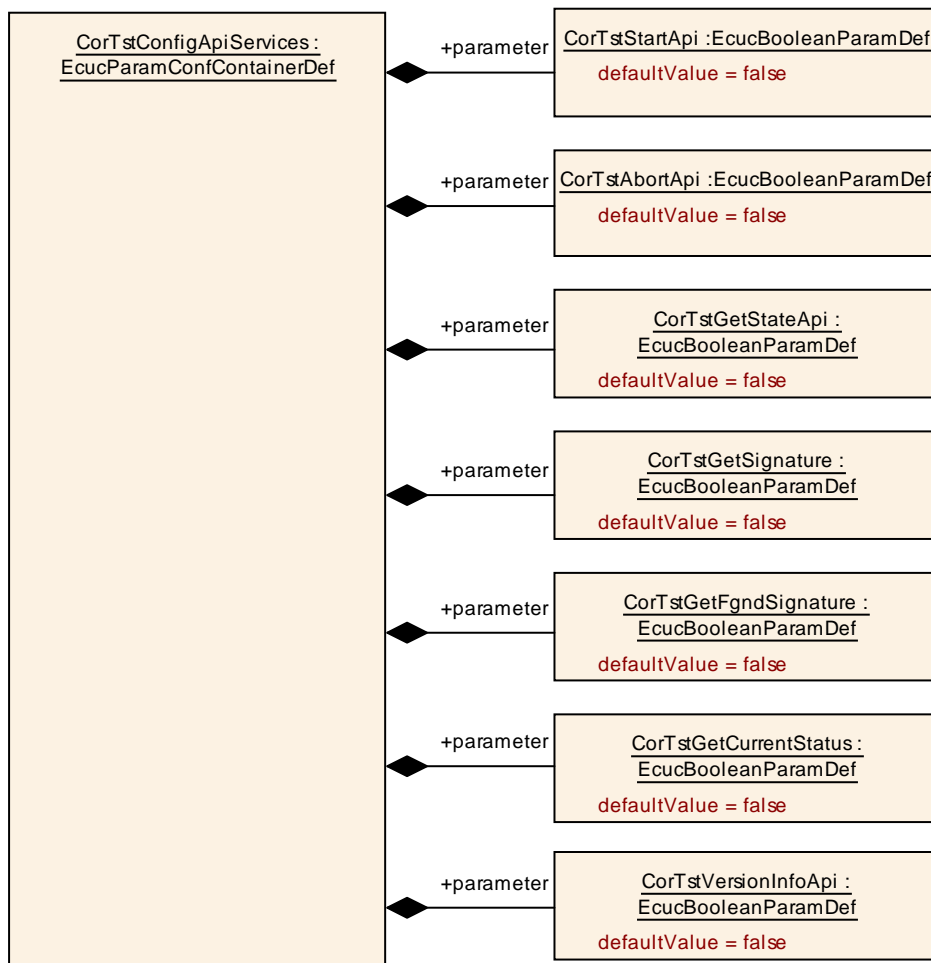 CorTstConfigApiServices :
EcucParamConfContainerDef
+parameter
CorTstStartApi :EcucBooleanParamDef
defaultValue = false
+parameter
CorTstAbortApi :EcucBooleanParamDef
defaultValue = false
+parameter
CorTstGetStateApi :
EcucBooleanParamDef
defaultValue = false
+parameter
CorTstGetSignature :
EcucBooleanParamDef
defaultValue = false
+parameter
CorTstGetFgndSignature :
EcucBooleanParamDef
defaultValue = false
+parameter
CorTstGetCurrentStatus :
EcucBooleanParamDef
defaultValue = false
+parameter
CorTstVersionInfoApi :
EcucBooleanParamDef
defaultValue = false